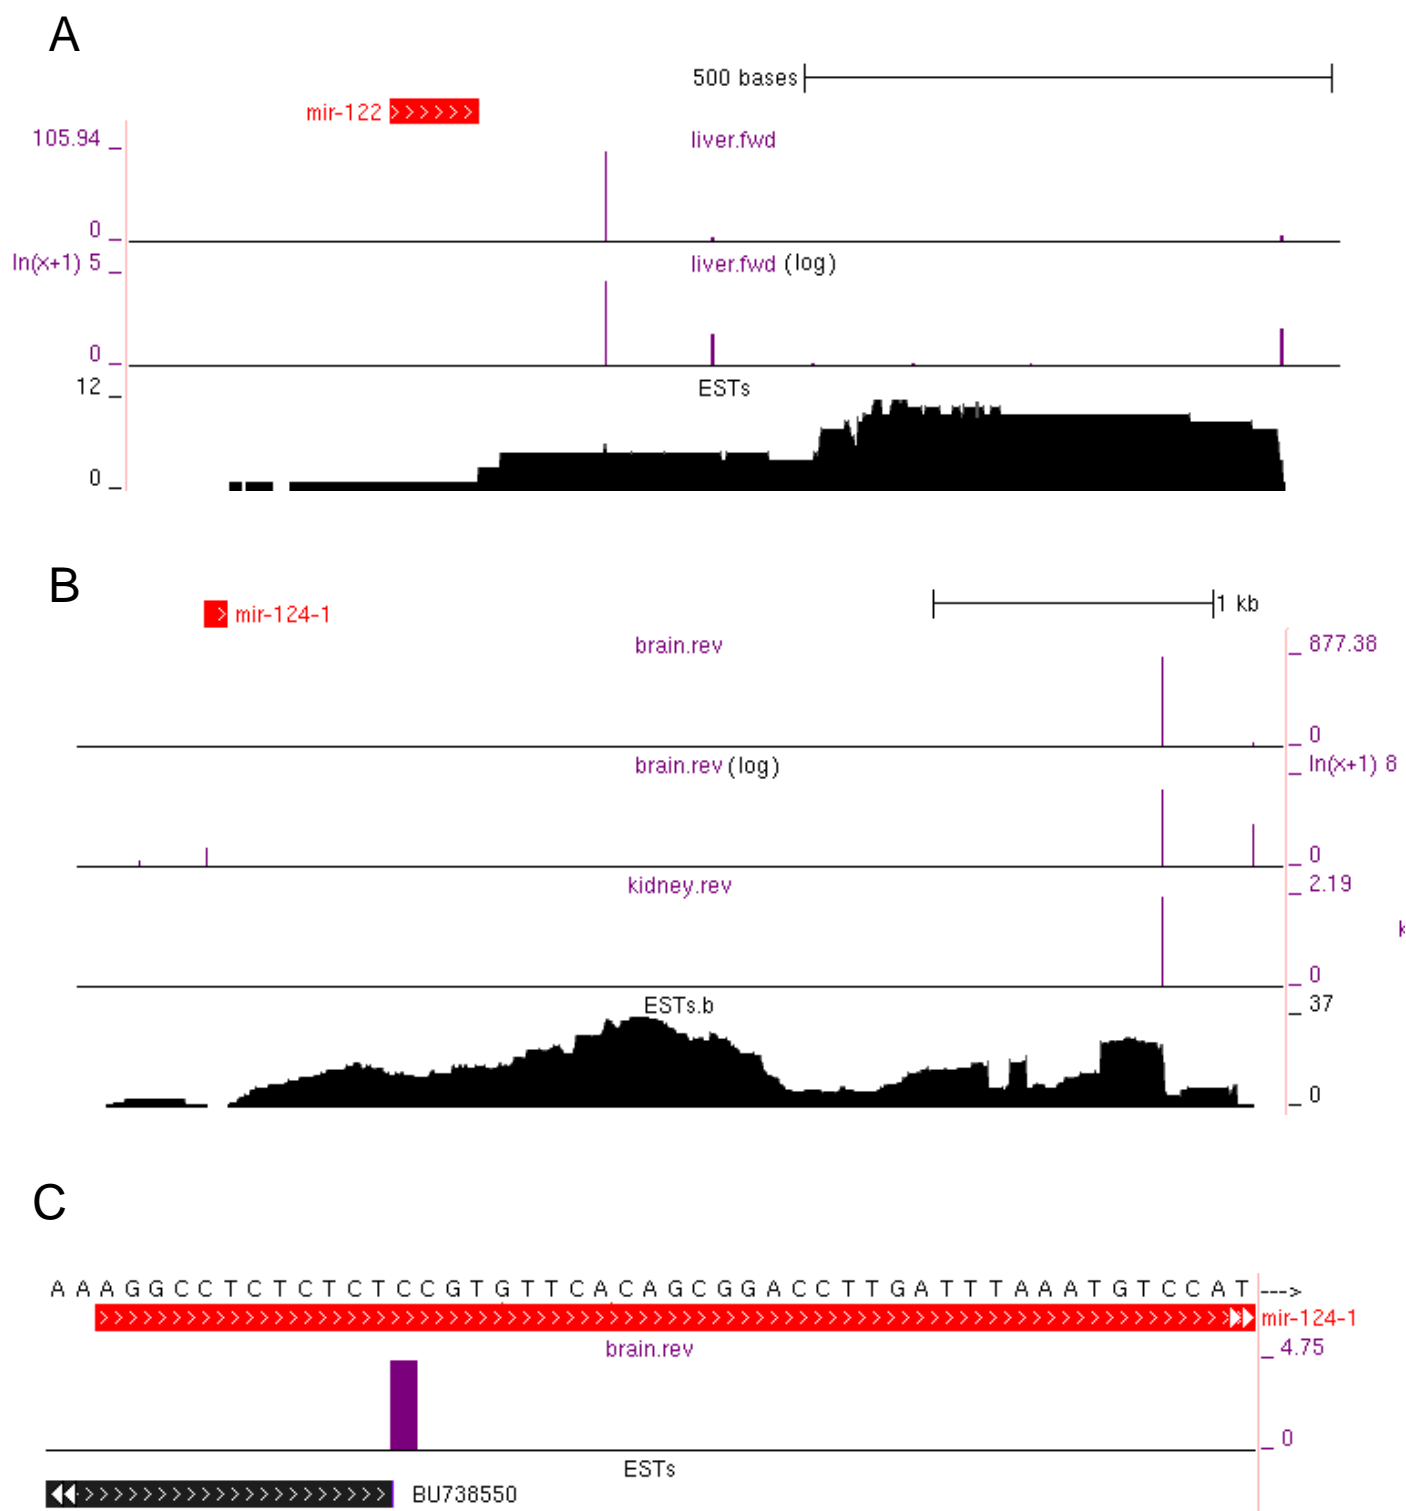 A
500 bases
mir-122
105.94
liver.fwd
0
ln(x+1) 5
liver.fwd (log)
0
12
ESTs
0
B
mir-124-1
1 kb
brain.rev
877.38
0
brain.rev (log)
ln(x+1) 8
0
kidney.rev
2.19
k
0
ESTs.b
37
0
C
A A A G G C C T C T C T C T C C G T G T T C A C A G C G G A C C T T G A T T T A A A T G T C C A T --->
mir-124-1
brain.rev
4.75
0
ESTs
BU738550